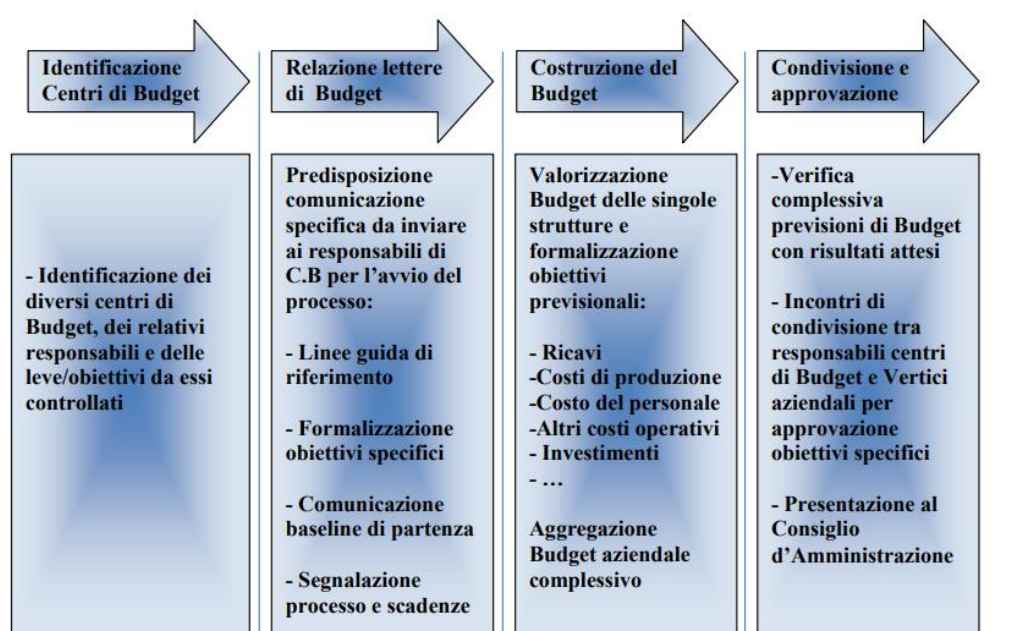 Identificazione
Centri di Budget
- Identificazione dei
diversi centri di
Budget, dei relativi
responsabili e delle
leve/obiettivi da essi
controllati
Relazione lettere
di Budget
Predisposizione
comunicazione
specifica da inviare
ai responsabili di
C.B per l’avvio del
processo:
- Linee guida di
riferimento
- Formalizzazione
obiettivi specifici
- Comunicazione
baseline di partenza
- Segnalazione
processo e scadenze
Costruzione del
Budget
Valorizzazione
Budget delle singole
strutture e
formalizzazione
obiettivi
previsionali:
- Ricavi
-Costi di produzione
-Costo del personale
-Altri costi operativi
- Investimenti
- …
Aggregazione
Budget aziendale
complessivo
Condivisione e
approvazione
-Verifica
complessiva
previsioni di Budget
con risultati attesi
- Incontri di
condivisione tra
responsabili centri
di Budget e Vertici
aziendali per
approvazione
obiettivi specifici
- Presentazione al
Consiglio
d’Amministrazione